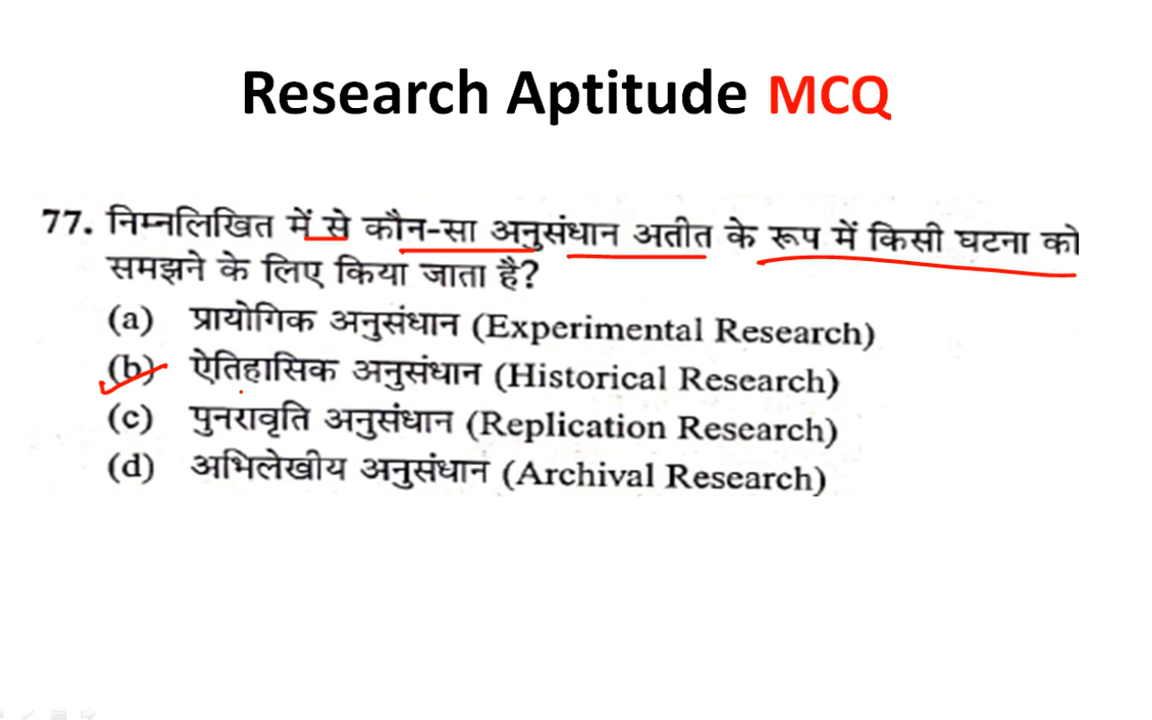 Research Aptitude MCQ
77. निम्नलिखित में से कौन-सा अनुसंधान अतीत के रूप में किसी घटना को
समझने के लिए किया जाता है?
(a) प्रायोगिक अनुसंधान (Experimental Research)
(b) ऐतिहासिक अनुसंधान (Historical Research)
(c) पुनरावृति अनुसंधान (Replication Research)
(d) अभिलेखीय अनुसंधान (Archival Research)